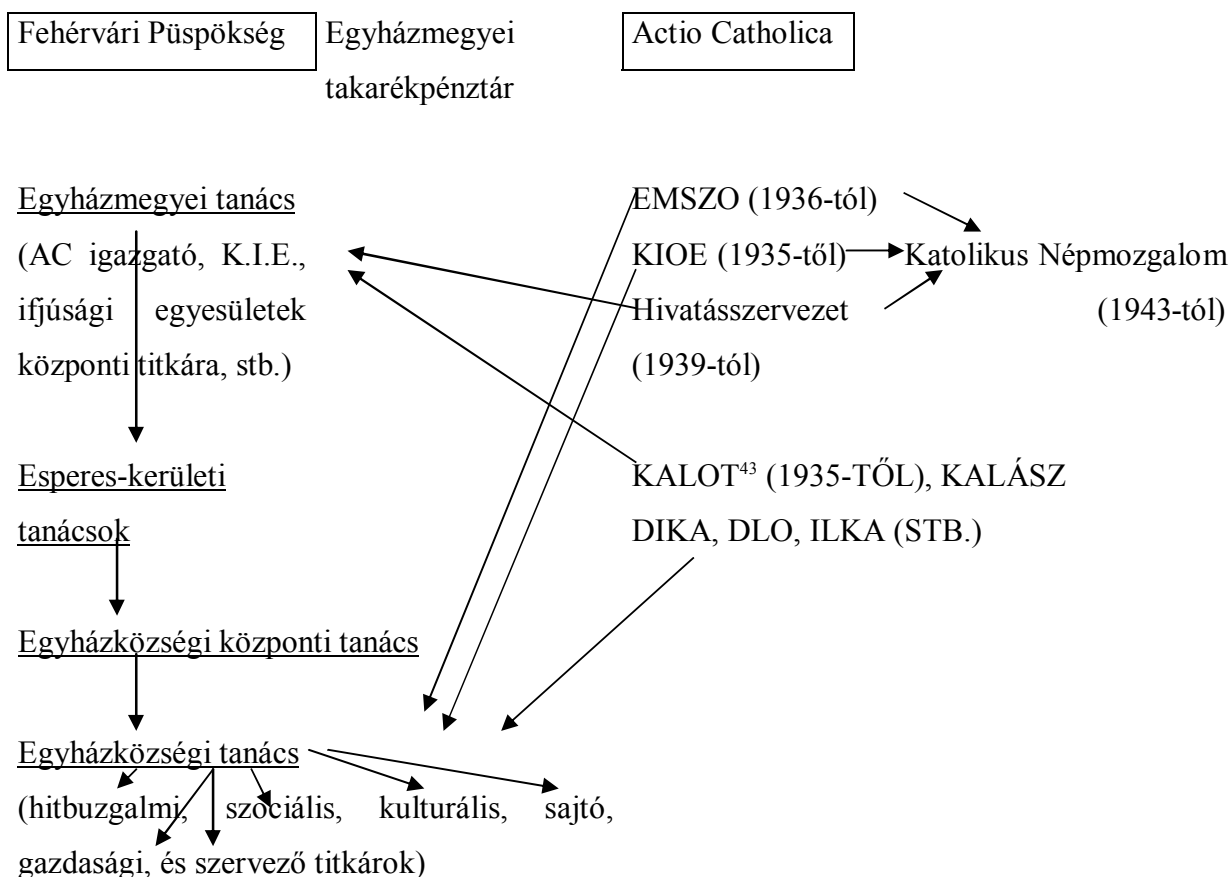 Fehérvári Püspökség
Egyházmegyei
takarékpénztár
Actio Catholica
Egyházmegyei tanács
(AC igazgató, K.I.E.,
ifjúsági egyesületek
központi titkára, stb.)
EMSZO (1936-tól)
KIOE (1935-től)
Hivatásszervezet
(1939-tól)
Katolikus Népmozgalom
(1943-tól)
Esperes-kerületi
tanácsok
KALOT⁴³ (1935-TŐL), KALÁSZ
DIKA, DLO, ILKA (STB.)
Egyházközségi központi tanács
Egyházközségi tanács
(hitbuzgalmi, szociális, kulturális, sajtó,
gazdasági, és szervező titkárok)